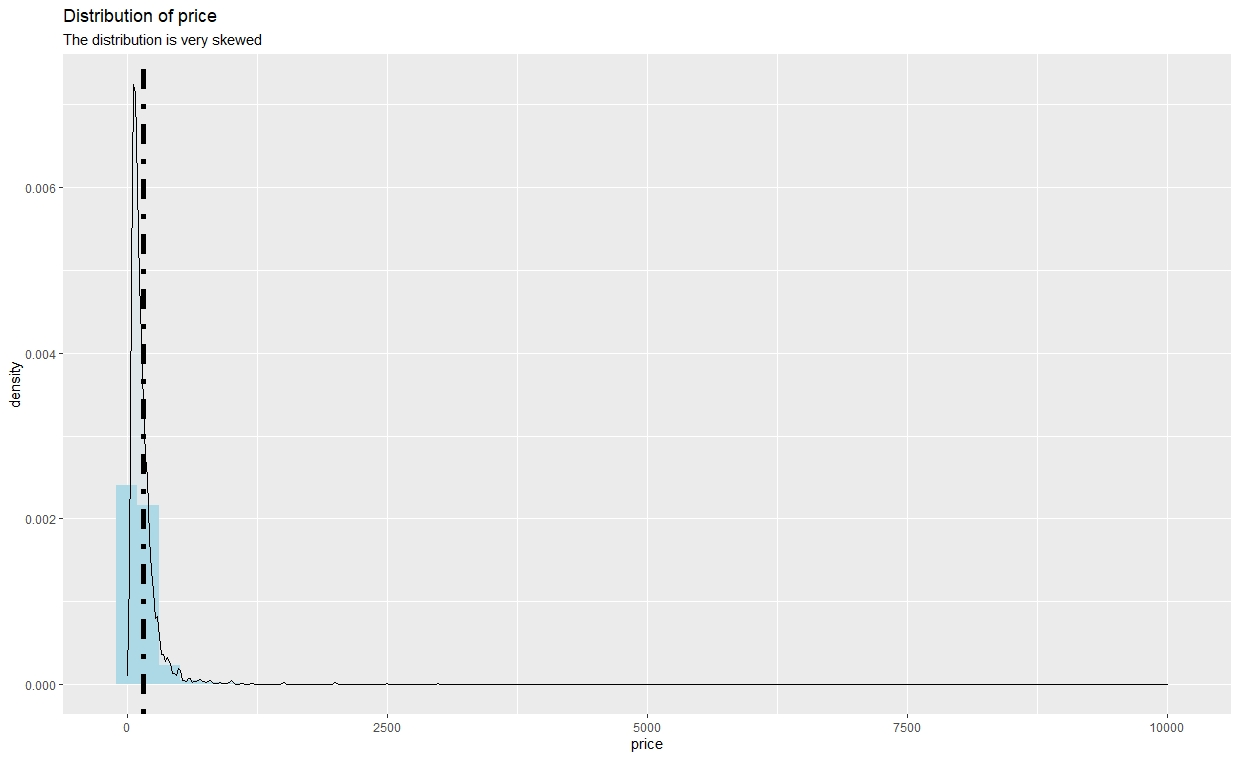 Distribution of price
The distribution is very skewed
0.006
0.004
0.002
0.000
density
0 2500 5000 7500 10000
price